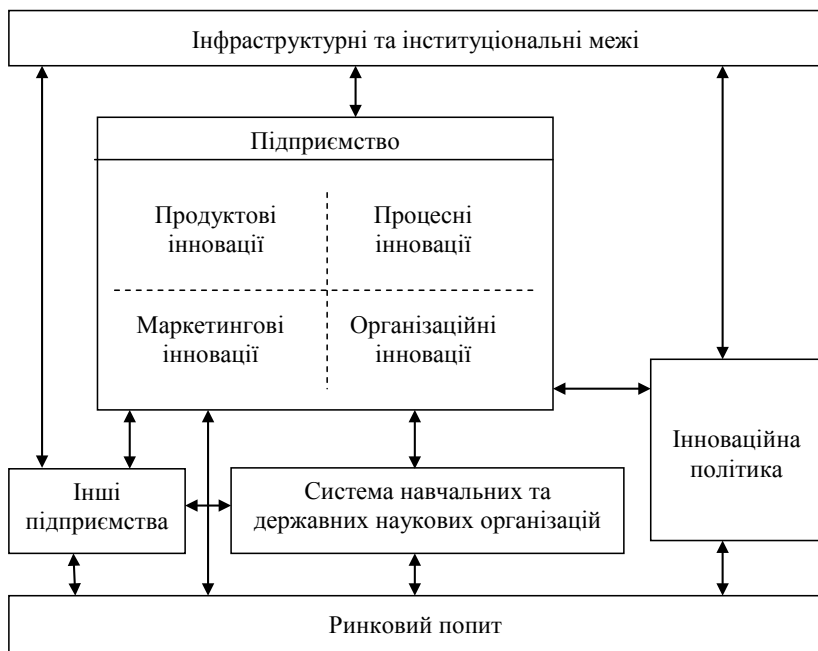 Інфраструктурні та інституціональні межі
Підприємство
Продуктові
інновації
Процесні
інновації
Маркетингові
інновації
Організаційні
інновації
Інноваційна
політика
Інші
підприємства
Система навчальних та
державних наукових організацій
Ринковий попит